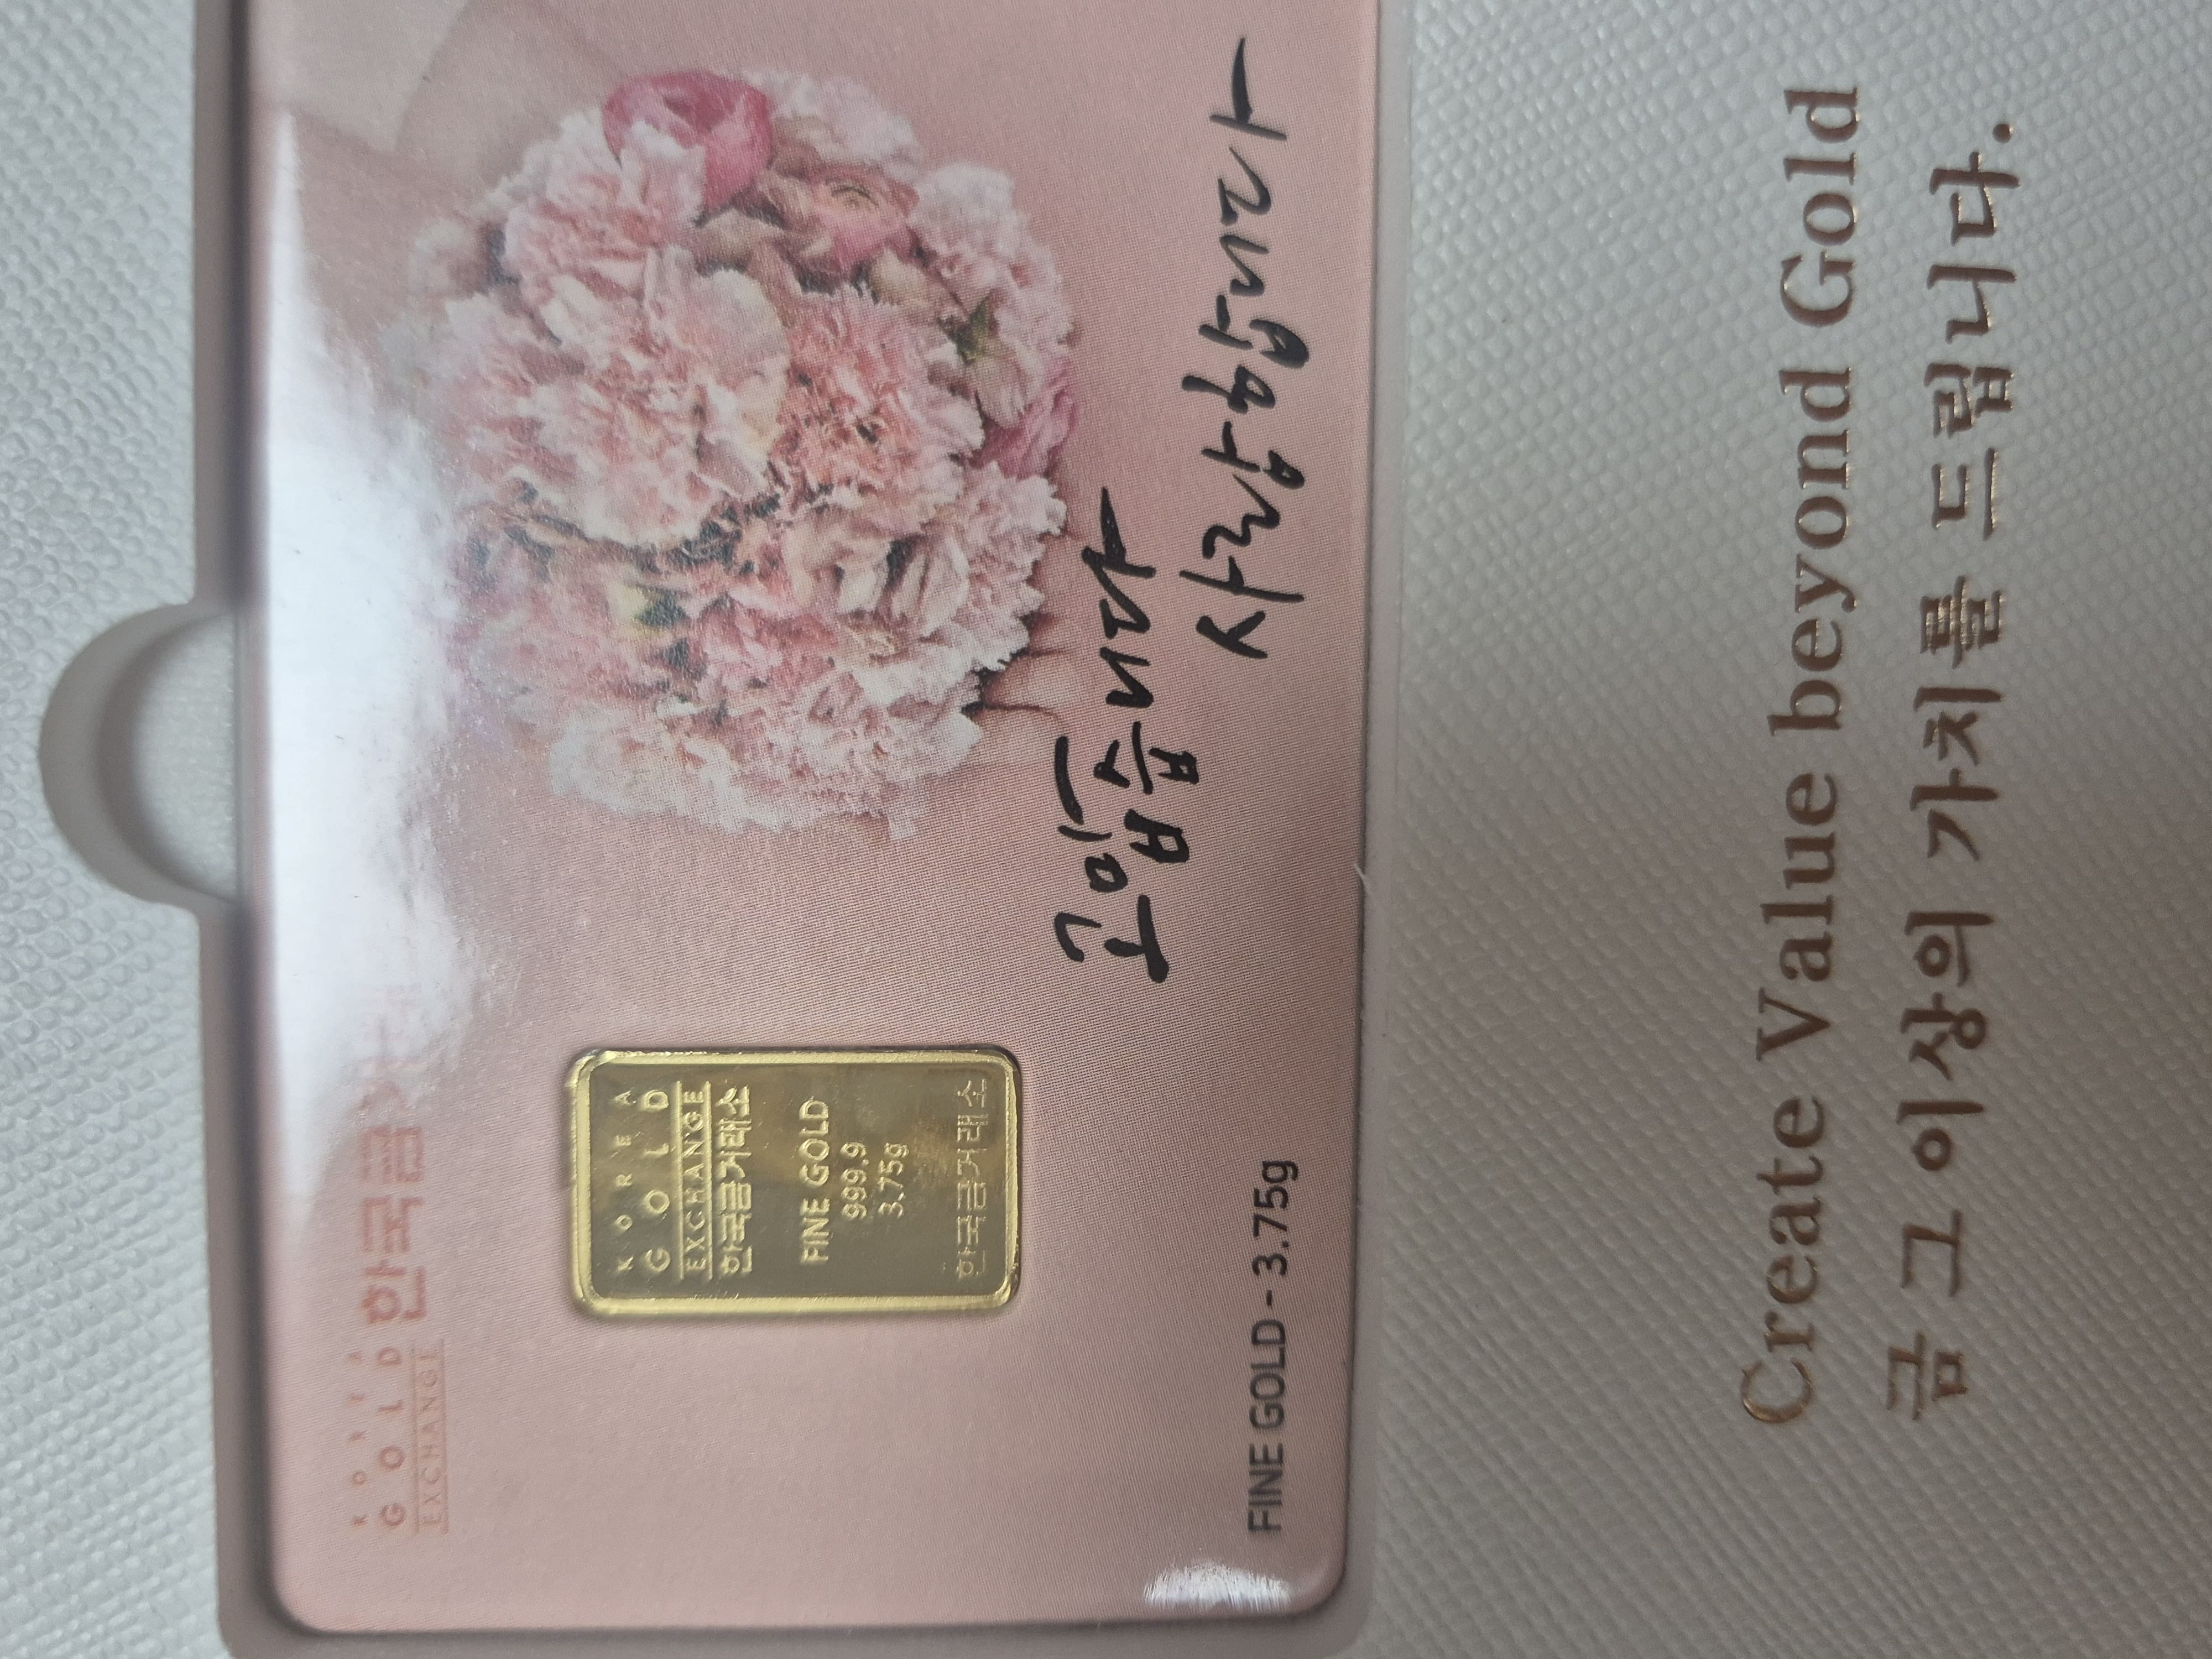 KOREA
GOLD
EXCHANGE
한국금거래
KOREA
GOLD
EXCHANGE
한국금거래소
FINE GOLD
999.9
3.75g
한국금거래소
고맙습니다
사랑합니다
FINE GOLD - 3.75g
Create Value beyond Gold
금 그 이상의 가치를 드립니다.